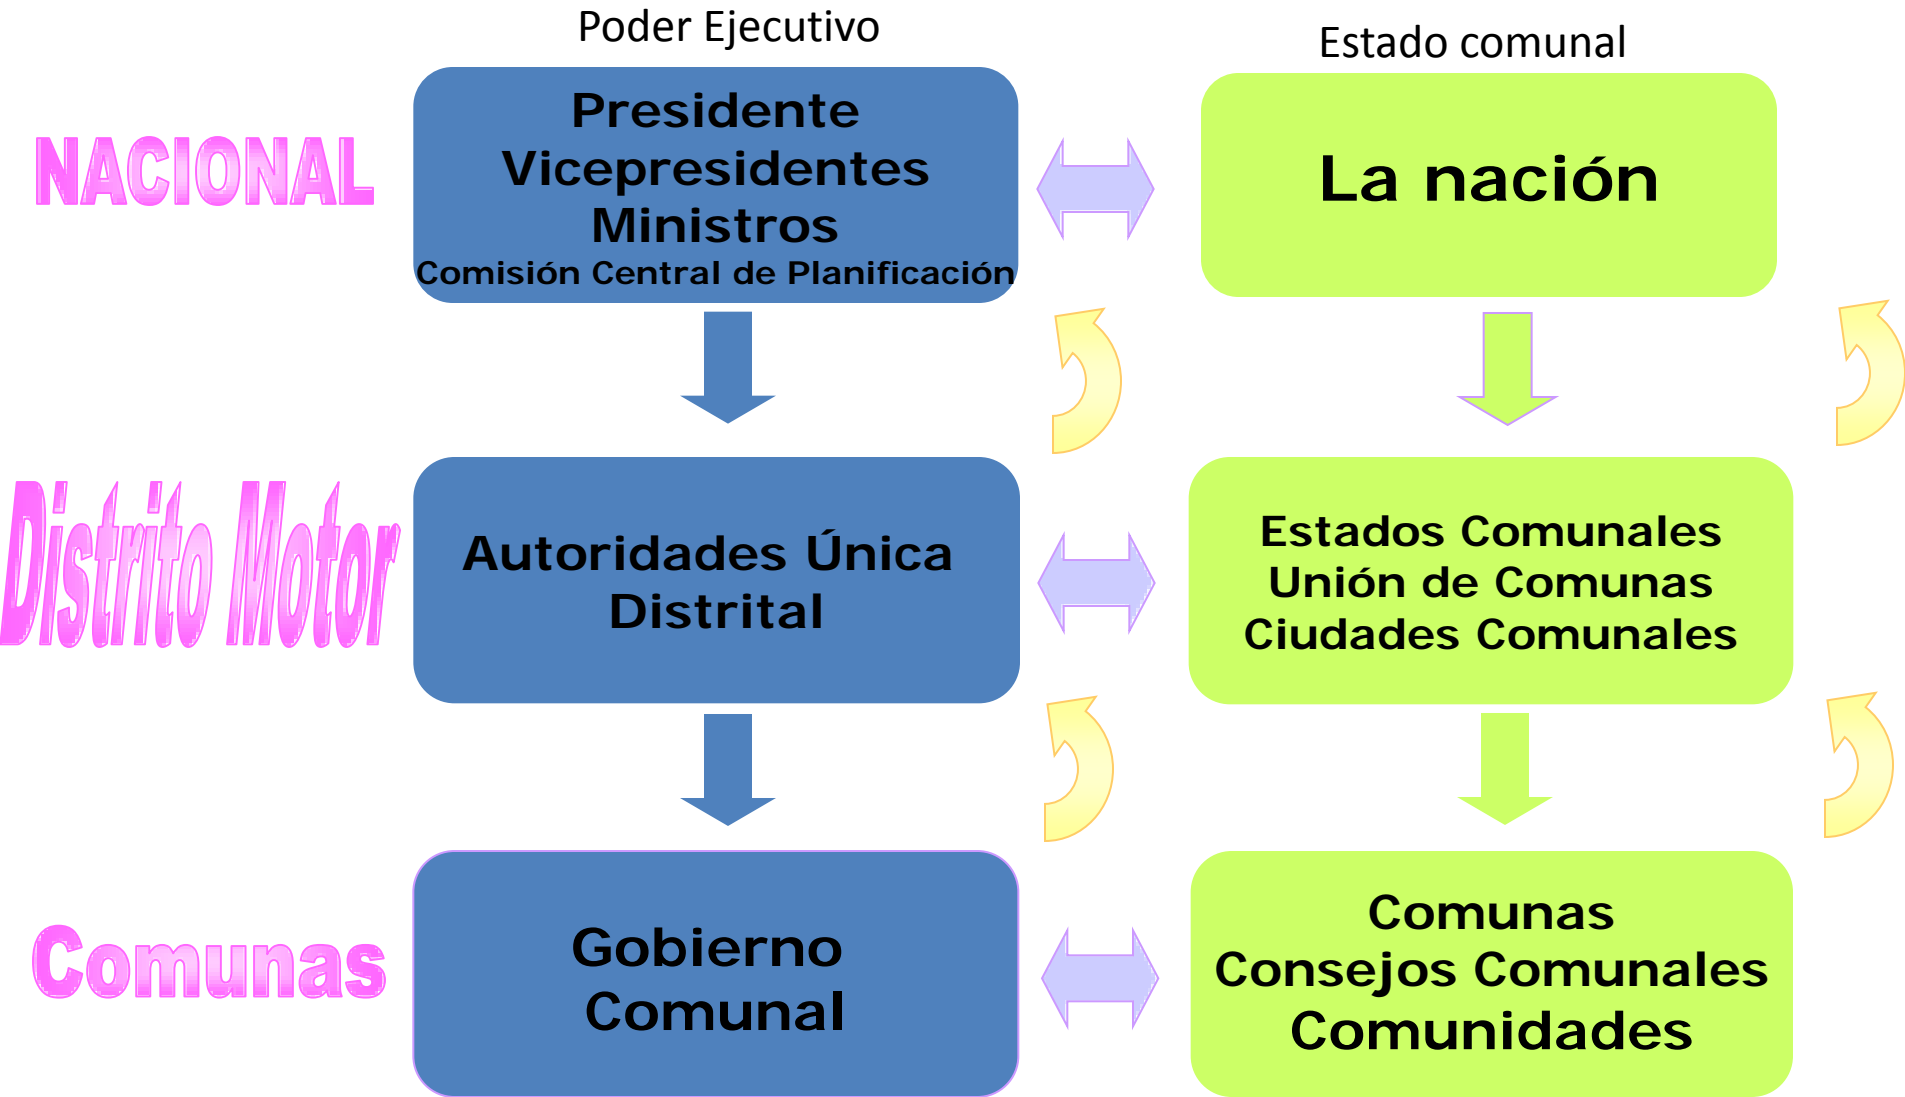 Poder Ejecutivo
Estado comunal
NACIONAL
Presidente
Vicepresidentes
Ministros
Comisión Central de Planificación
La nación
Distrito Motor
Autoridades Única
Distrital
Estados Comunales
Unión de Comunas
Ciudades Comunales
Comunas
Gobierno
Comunal
Comunas
Consejos Comunales
Comunidades